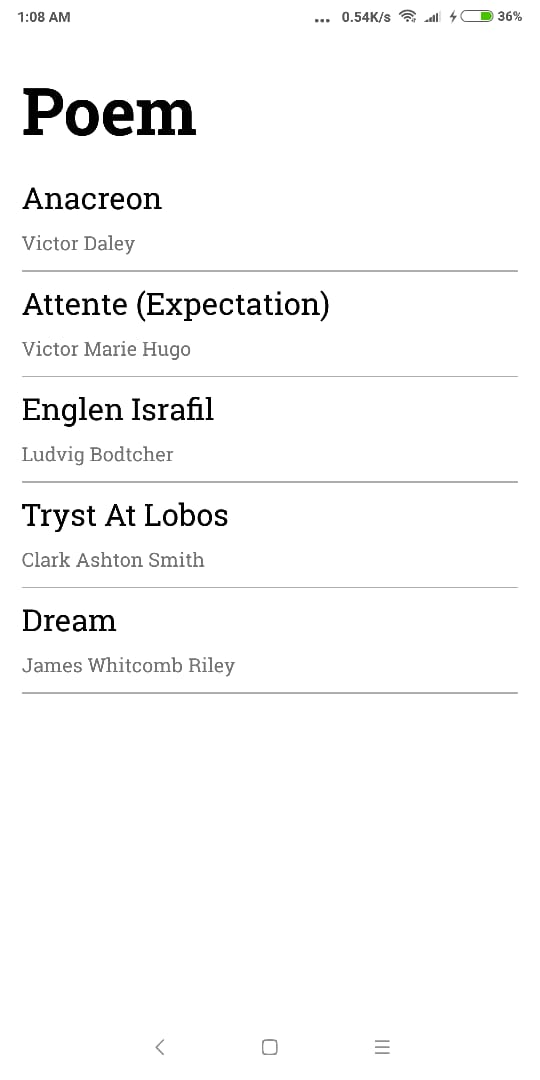 1:08 AM ... 0.54K/s 36%
Poem
Anacreon
Victor Daley
Attente (Expectation)
Victor Marie Hugo
Englen Israfil
Ludvig Bodtcher
Tryst At Lobos
Clark Ashton Smith
Dream
James Whitcomb Riley